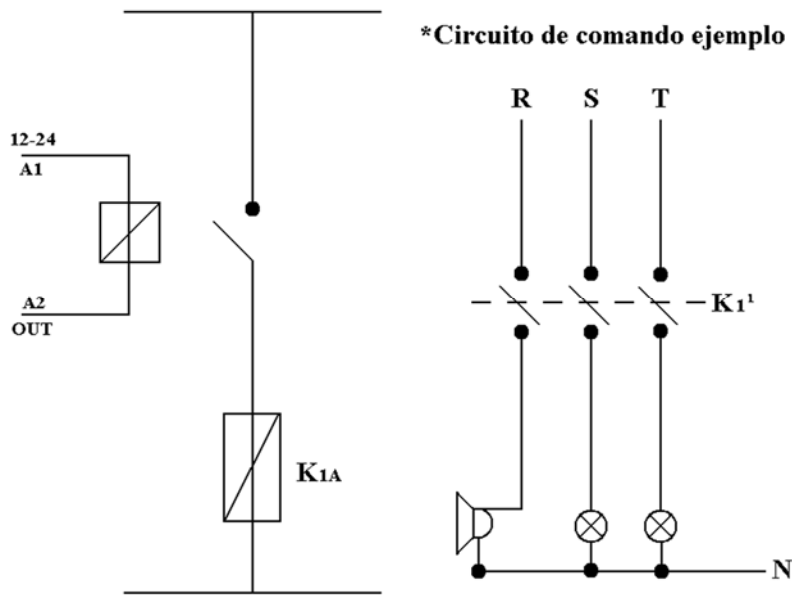 *Circuito de comando ejemplo
R S T
12-24
A1
A2
OUT
K1¹
K1A
N